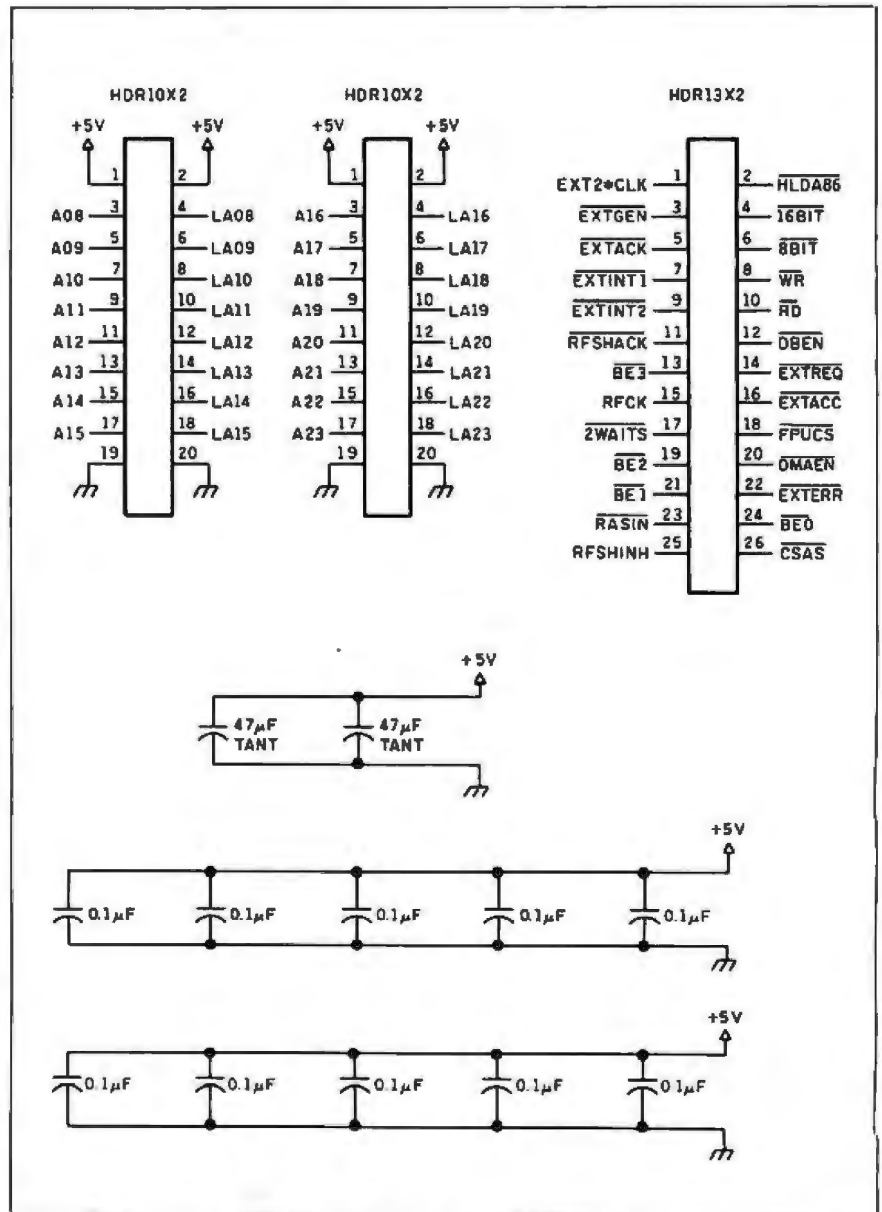 HDR10X2 HDR10X2 HDR13X2
+5V +5V +5V +5V
1 2 1 2 EXT2*CLK 1 2 HLDA86
A08 3 4 LA08 A16 3 4 LA16 EXTGEN 3 4 16BIT
A09 5 6 LA09 A17 5 6 LA17 EXTACK 5 6 8BIT
A10 7 8 LA10 A18 7 8 LA18 EXTINT1 7 8 WR
A11 9 10 LA11 A19 9 10 LA19 EXTINT2 9 10 RD
A12 11 12 LA12 A20 11 12 LA20 RFSHACK 11 12 DBEN
A13 13 14 LA13 A21 13 14 LA21 BE3 13 14 EXTREQ
A14 15 16 LA14 A22 15 16 LA22 RFCK 15 16 EXTACC
A15 17 18 LA15 A23 17 18 LA23 2WAITS 17 18 FPUCS
19 20 19 20 BE2 19 20 DMAEN
BE1 21 22 EXTERR
RASIN 23 24 BE0
RFSHINH 25 26 CSAS
+5V
47µF 47µF
TANT TANT
+5V
0.1µF 0.1µF 0.1µF 0.1µF 0.1µF
+5V
0.1µF 0.1µF 0.1µF 0.1µF 0.1µF